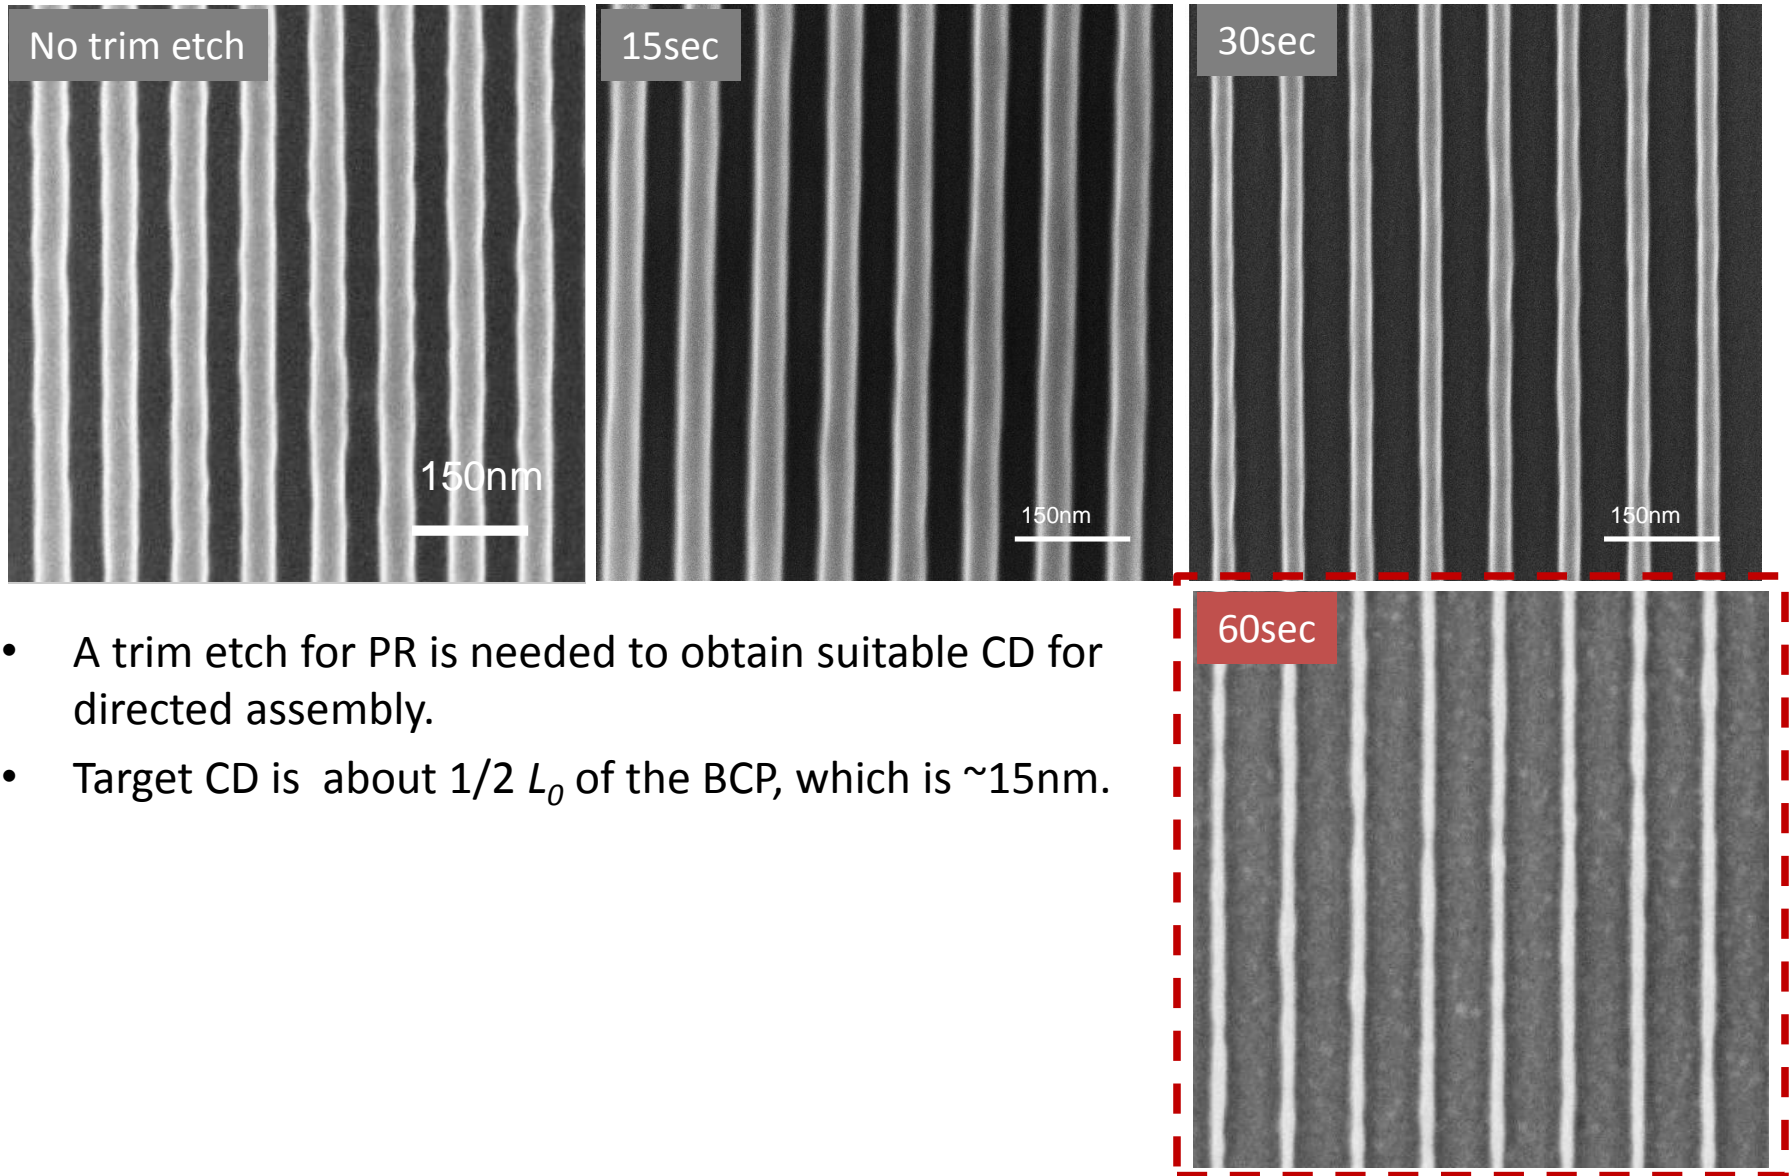 No trim etch
15sec
30sec
150nm
150nm
150nm
60sec
• A trim etch for PR is needed to obtain suitable CD for
directed assembly.
• Target CD is  about 1/2 L0 of the BCP, which is ~15nm.